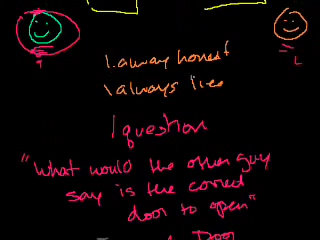 T
L
1 always honest
1 always lies
1 question
"What would the other guy
say is the correct
door to open"
Door